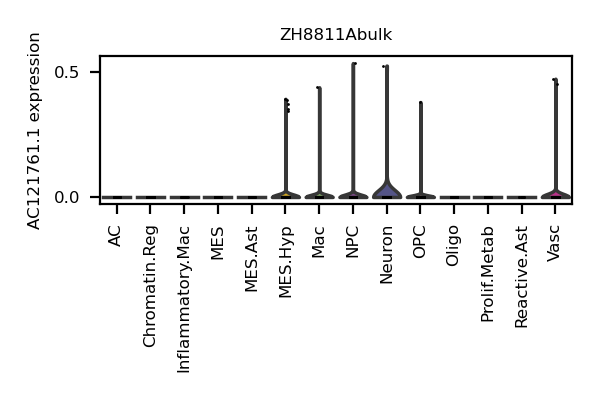 ZH8811Abulk
AC121761.1 expression
0.5
0.0
AC
Chromatin.Reg
Inflammatory.Mac
MES
MES.Ast
MES.Hyp
Mac
NPC
Neuron
OPC
Oligo
Prolif.Metab
Reactive.Ast
Vasc